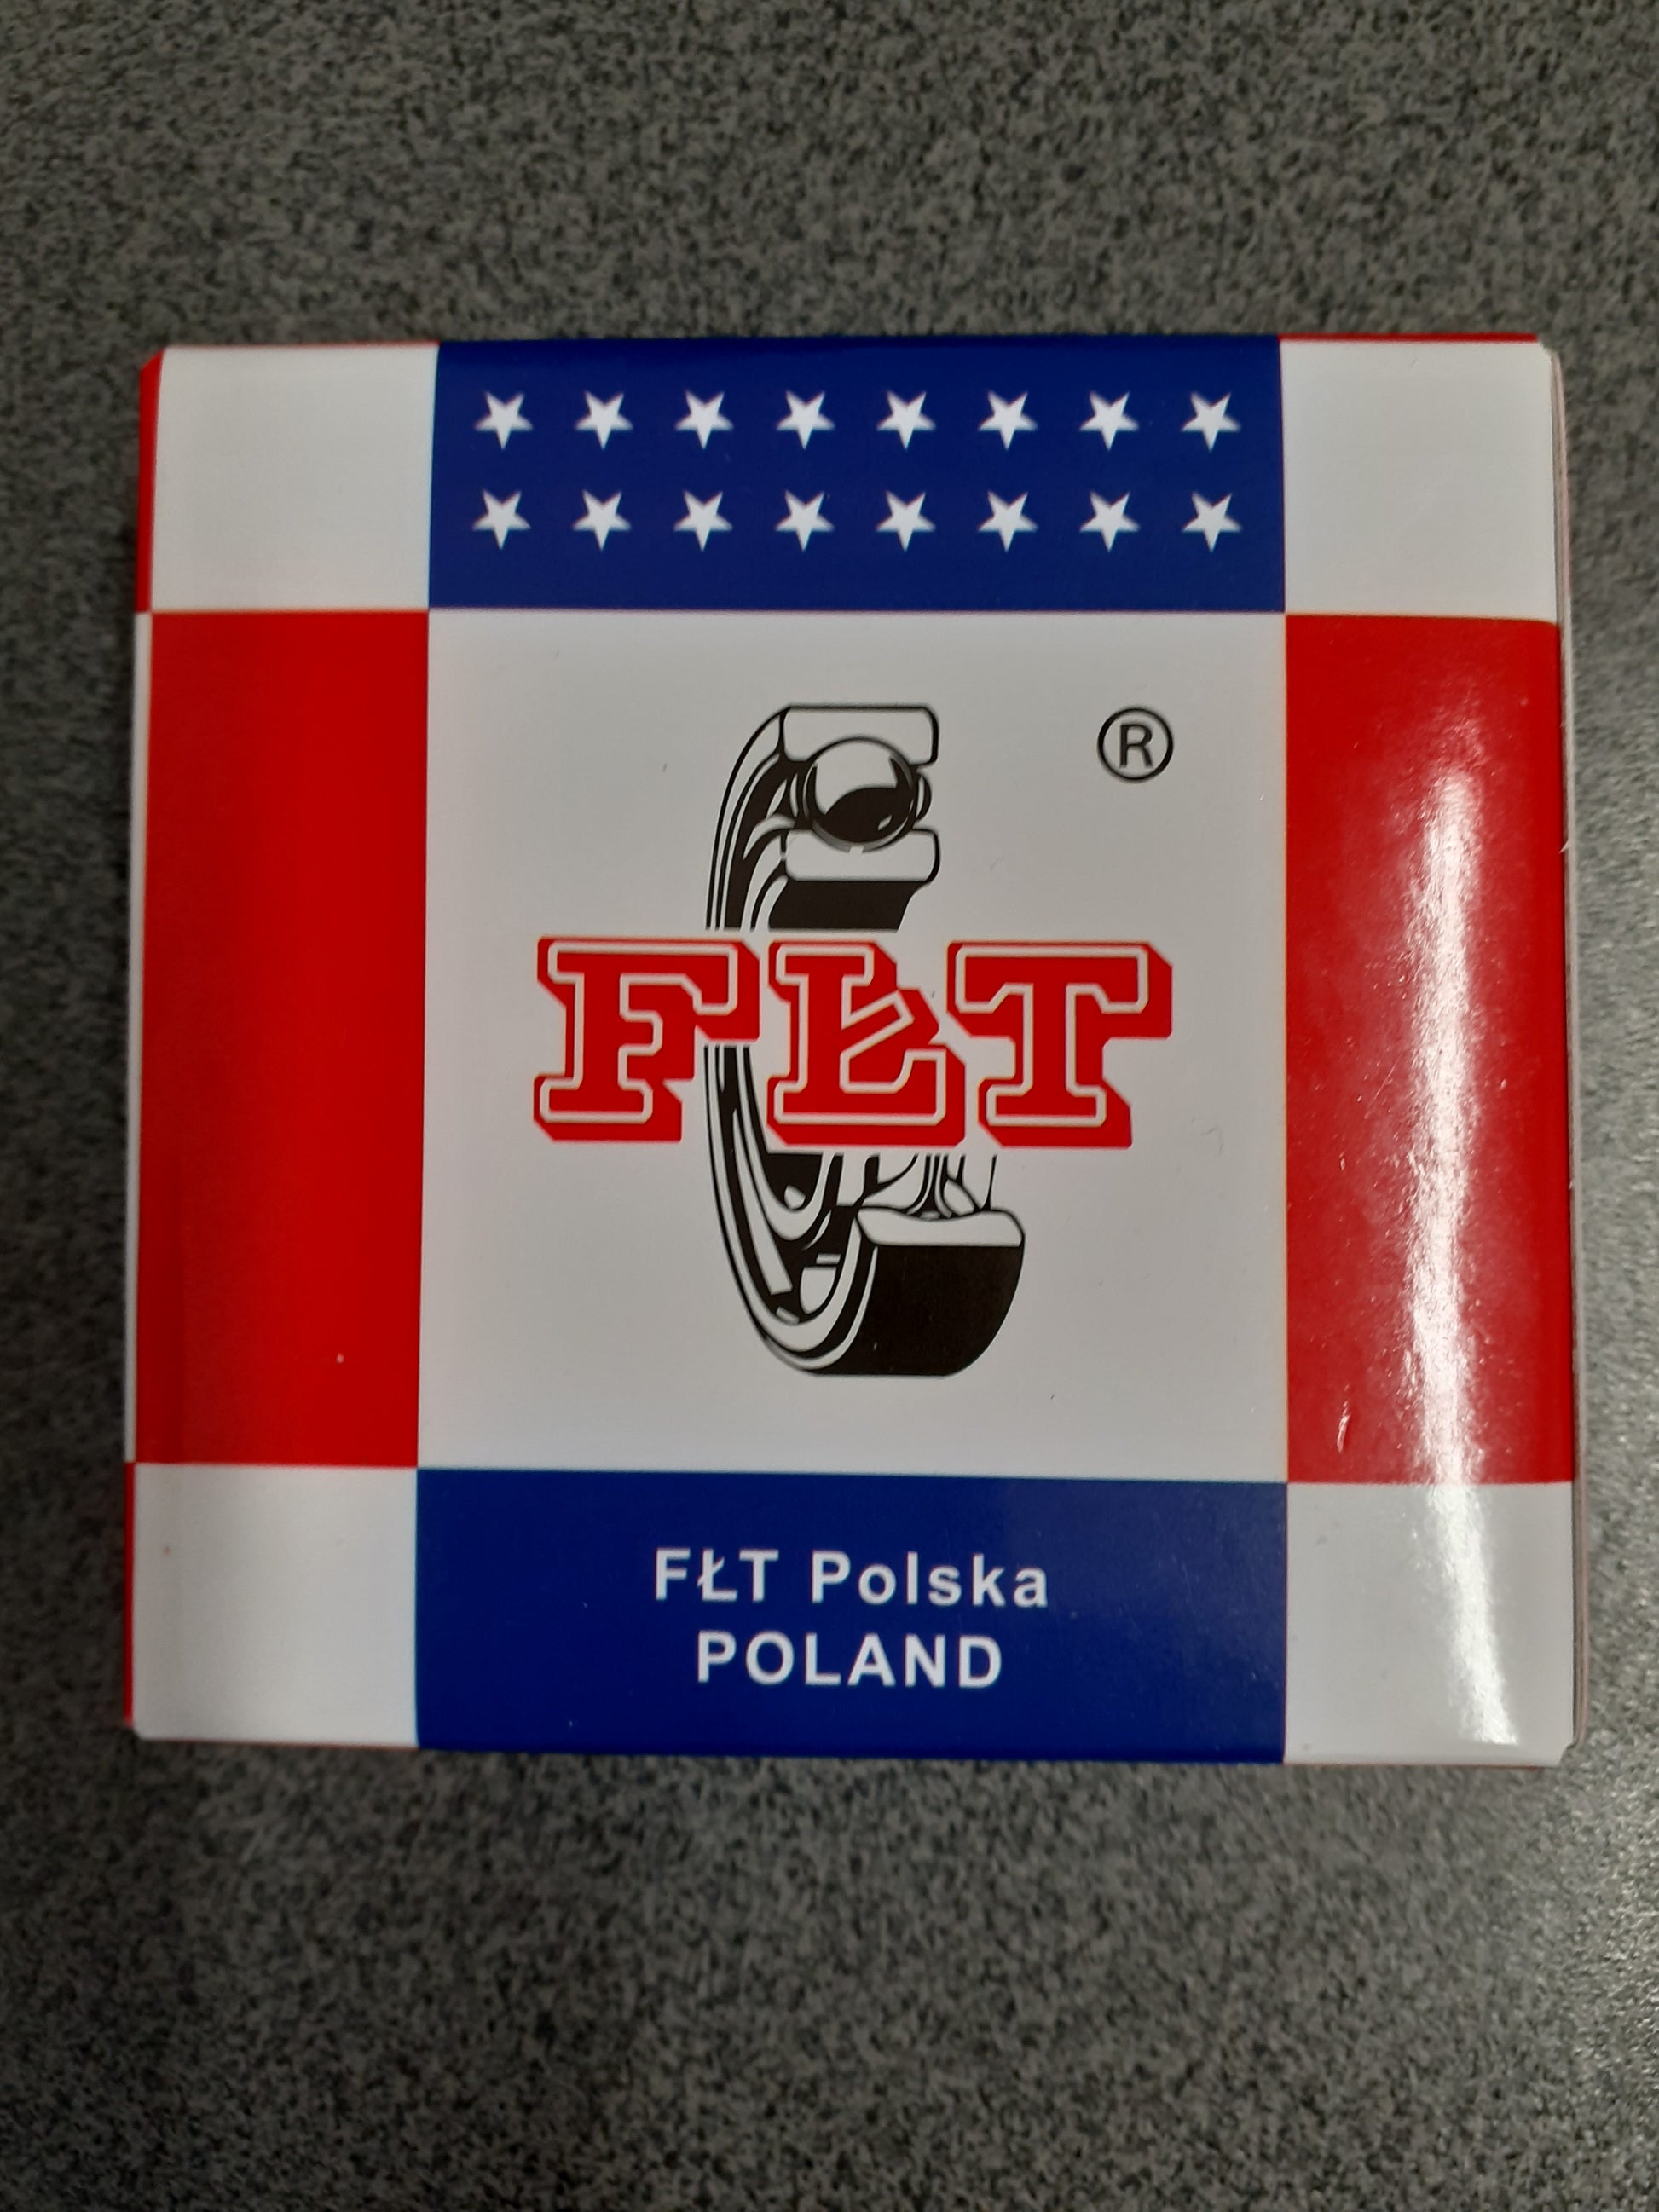 ®
FŁT
FŁT Polska
POLAND